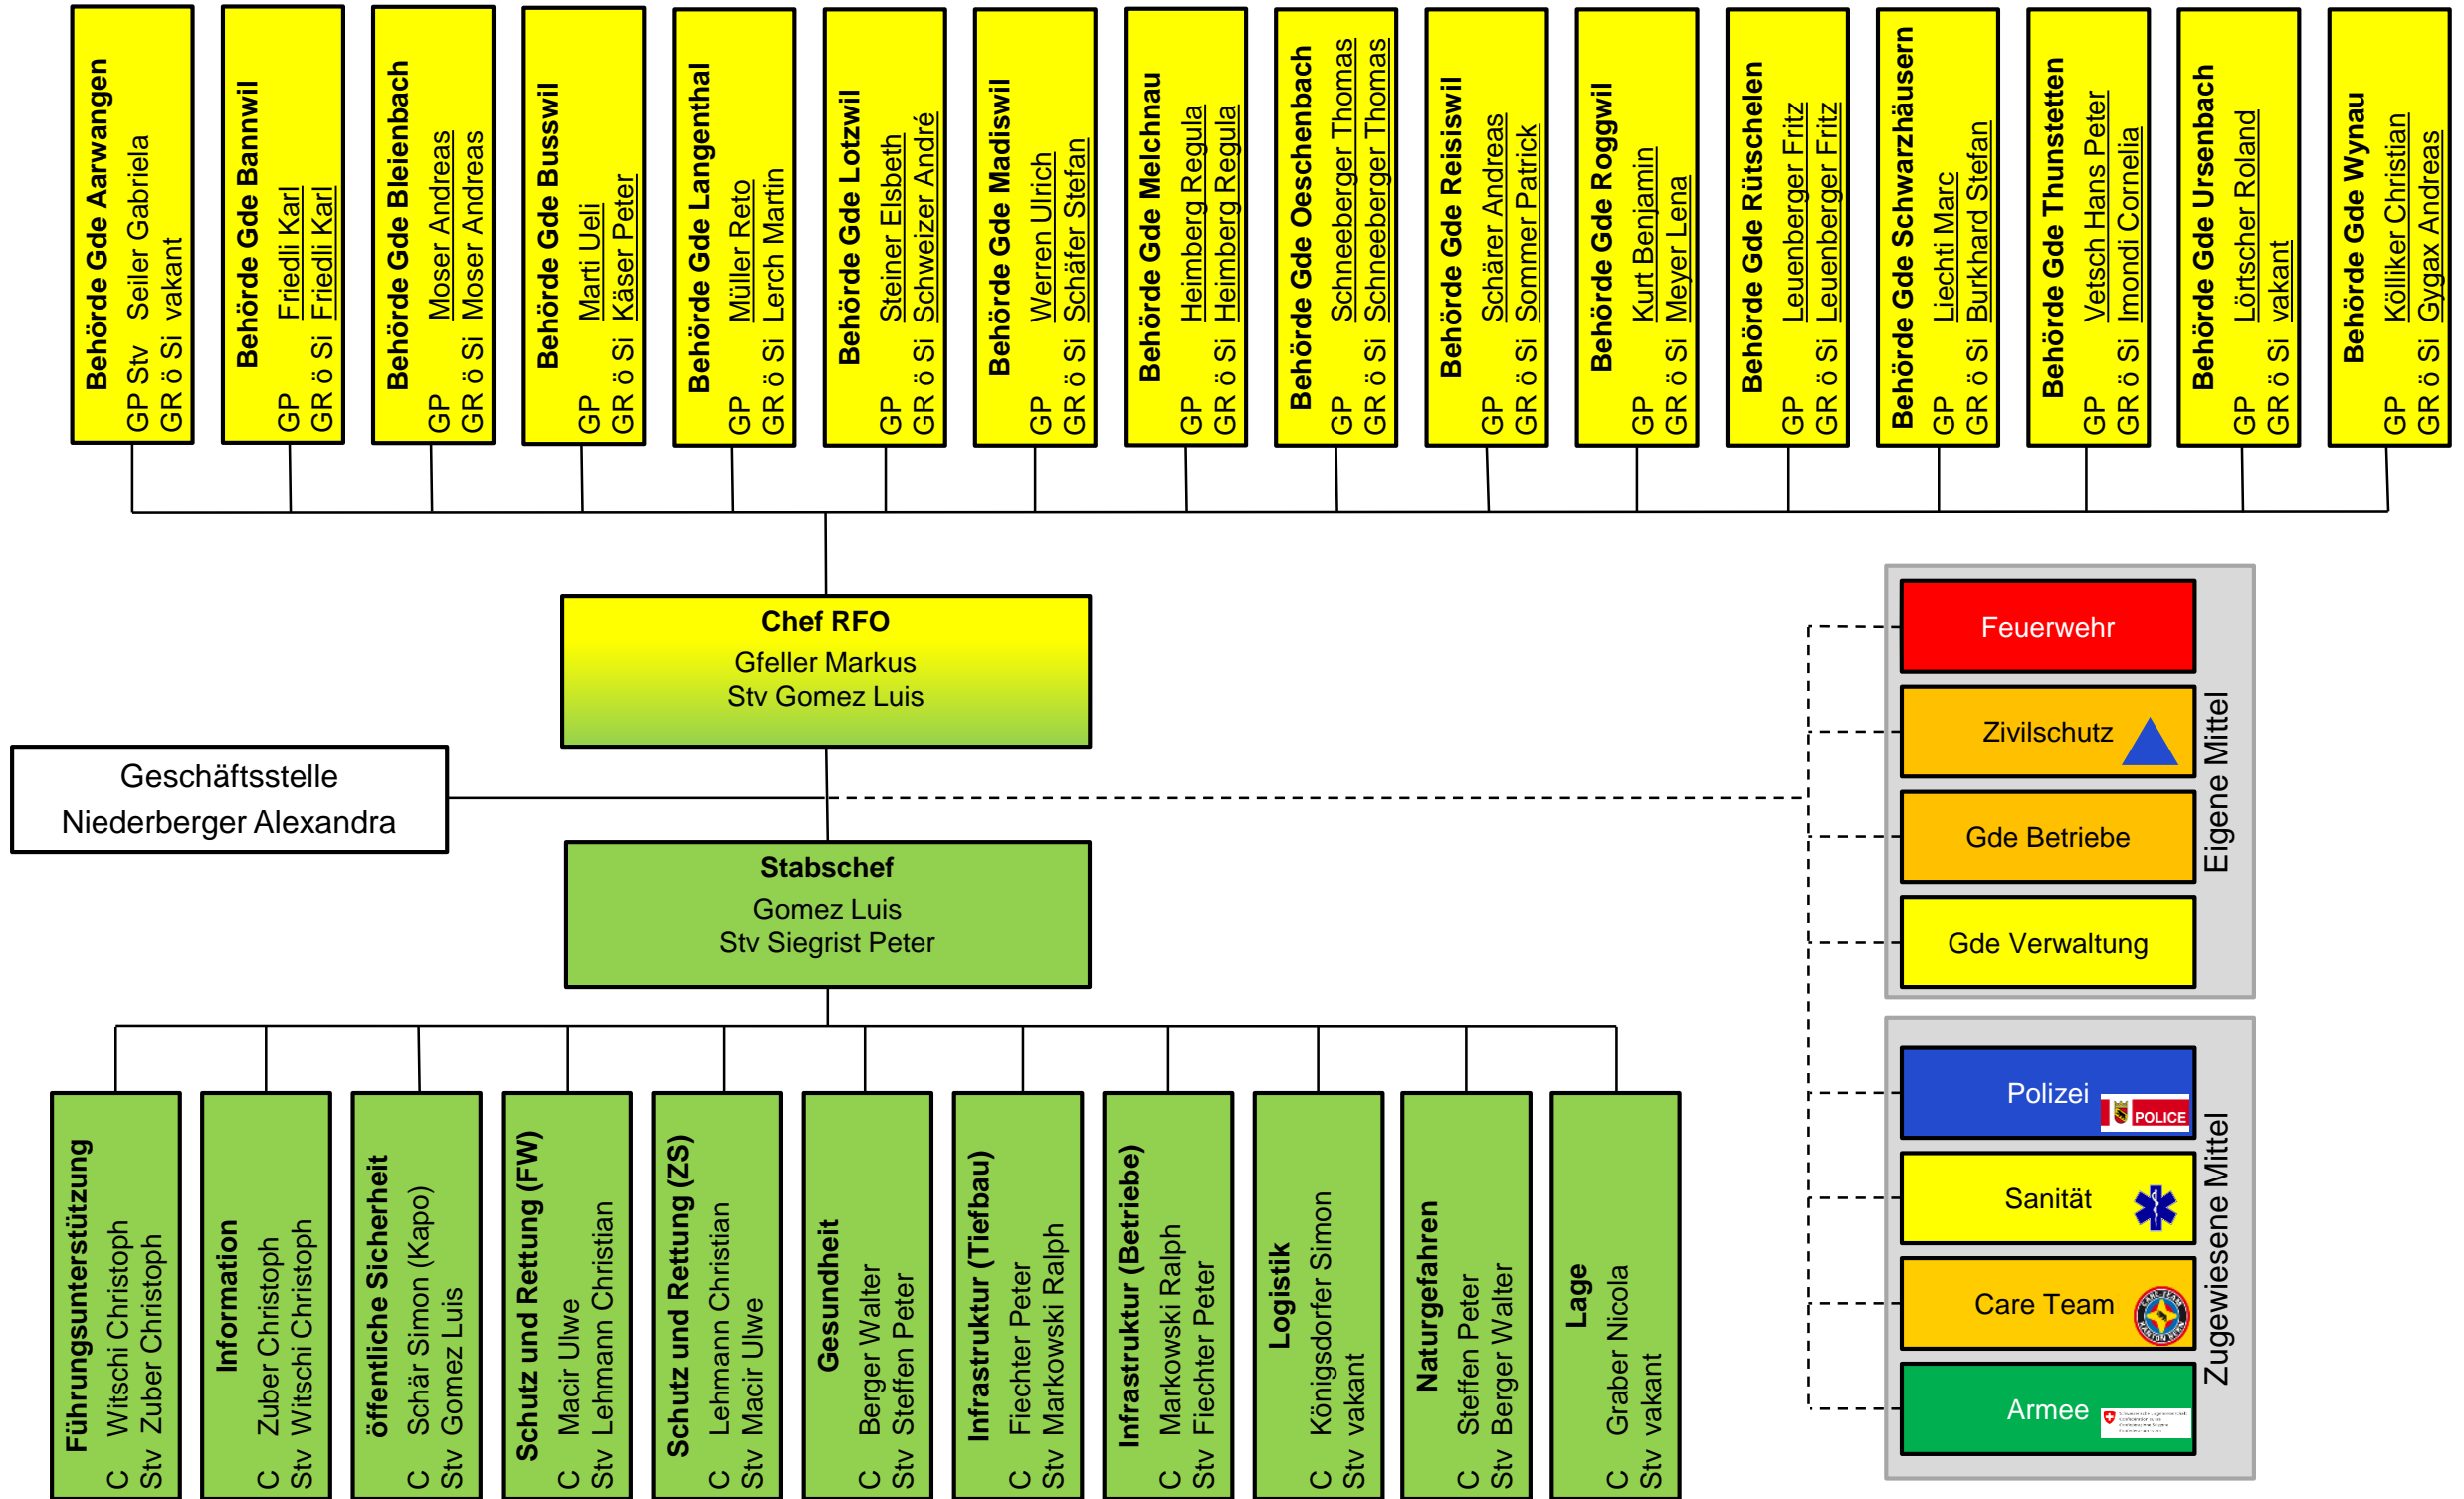 Behörde Gde Aarwangen
GP Stv Seiler Gabriela
GR ö Si vakant
Behörde Gde Bannwil
GP Friedli Karl
GR ö Si Friedli Karl
Behörde Gde Bleienbach
GP Moser Andreas
GR ö Si Moser Andreas
Behörde Gde Busswil
GP Marti Ueli
GR ö Si Käser Peter
Behörde Gde Langenthal
GP Müller Reto
GR ö Si Lerch Martin
Behörde Gde Lotzwil
GP Steiner Elsbeth
GR ö Si Schweizer André
Behörde Gde Madiswil
GP Werren Ulrich
GR ö Si Schäfer Stefan
Behörde Gde Melchnau
GP Heimberg Regula
GR ö Si Heimberg Regula
Behörde Gde Oeschenbach
GP Schneeberger Thomas
GR ö Si Schneeberger Thomas
Behörde Gde Reisiswil
GP Schärer Andreas
GR ö Si Sommer Patrick
Behörde Gde Roggwil
GP Kurt Benjamin
GR ö Si Meyer Lena
Behörde Gde Rütschelen
GP Leuenberger Fritz
GR ö Si Leuenberger Fritz
Behörde Gde Schwarzhäusern
GP Liechti Marc
GR ö Si Burkhard Stefan
Behörde Gde Thunstetten
GP Vetsch Hans Peter
GR ö Si Imondi Cornelia
Behörde Gde Ursenbach
GP Lörtscher Roland
GR ö Si vakant
Behörde Gde Wynau
GP Kölliker Christian
GR ö Si Gygax Andreas
Chef RFO
Gfeller Markus
Stv Gomez Luis
Geschäftsstelle
Niederberger Alexandra
Stabschef
Gomez Luis
Stv Siegrist Peter
Feuerwehr
Zivilschutz
Gde Betriebe
Gde Verwaltung
Eigene Mittel
Polizei
POLICE
Sanität
Care Team
CARE TEAM
KANTON BERN
Armee
Zugewiesene Mittel
Führungsunterstützung
C Witschi Christoph
Stv Zuber Christoph
Information
C Zuber Christoph
Stv Witschi Christoph
öffentliche Sicherheit
C Schär Simon (Kapo)
Stv Gomez Luis
Schutz und Rettung (FW)
C Macir Ulwe
Stv Lehmann Christian
Schutz und Rettung (ZS)
C Lehmann Christian
Stv Macir Ulwe
Gesundheit
C Berger Walter
Stv Steffen Peter
Infrastruktur (Tiefbau)
C Fiechter Peter
Stv Markowski Ralph
Infrastruktur (Betriebe)
C Markowski Ralph
Stv Fiechter Peter
Logistik
C Königsdorfer Simon
Stv vakant
Naturgefahren
C Steffen Peter
Stv Berger Walter
Lage
C Graber Nicola
Stv vakant